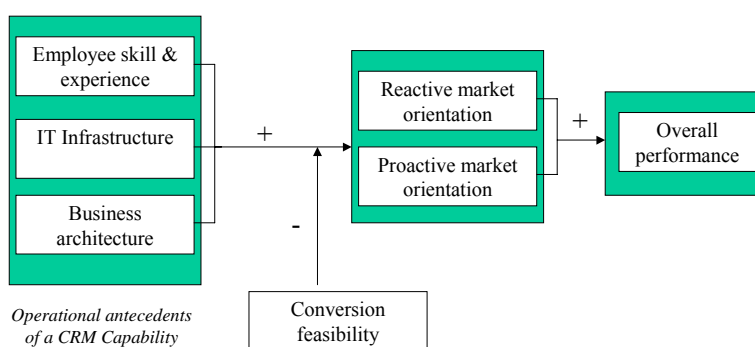 Employee skill &
experience
IT Infrastructure
Business
architecture
Operational antecedents
of a CRM Capability
+
-
Conversion
feasibility
Reactive market
orientation
Proactive market
orientation
+
Overall
performance